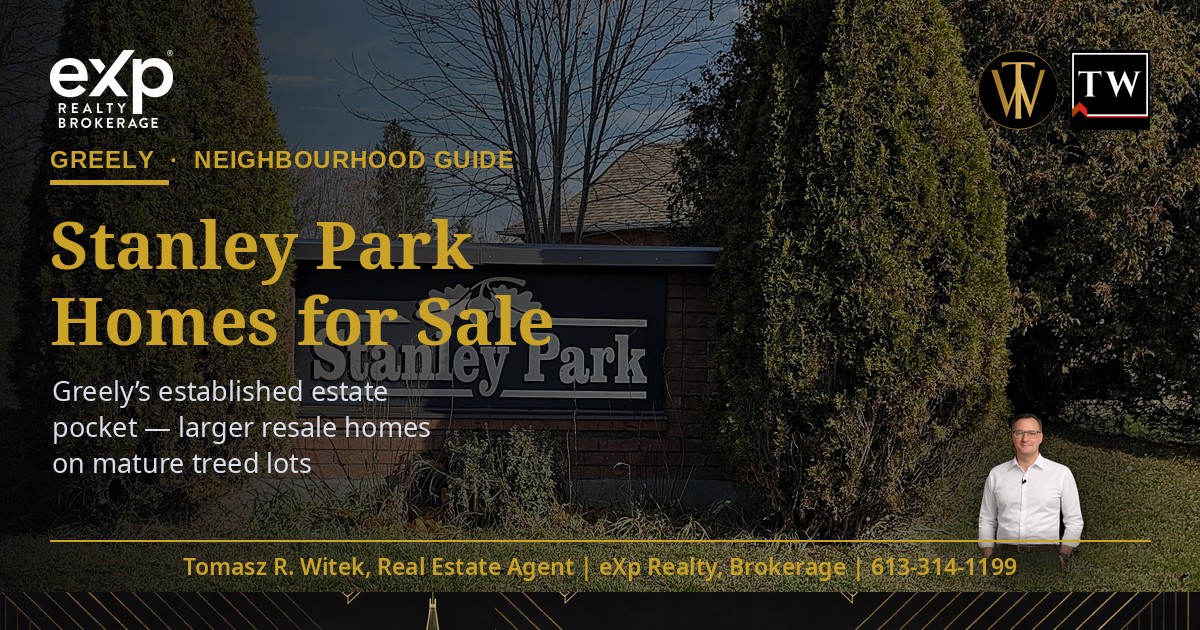 eXp®
REALTY
BROKERAGE
TW
TW
GREELY · NEIGHBOURHOOD GUIDE
Stanley Park
Homes for Sale
Stanley Park
Greely’s established estate
pocket — larger resale homes
on mature treed lots
Tomasz R. Witek, Real Estate Agent | eXp Realty, Brokerage | 613-314-1199